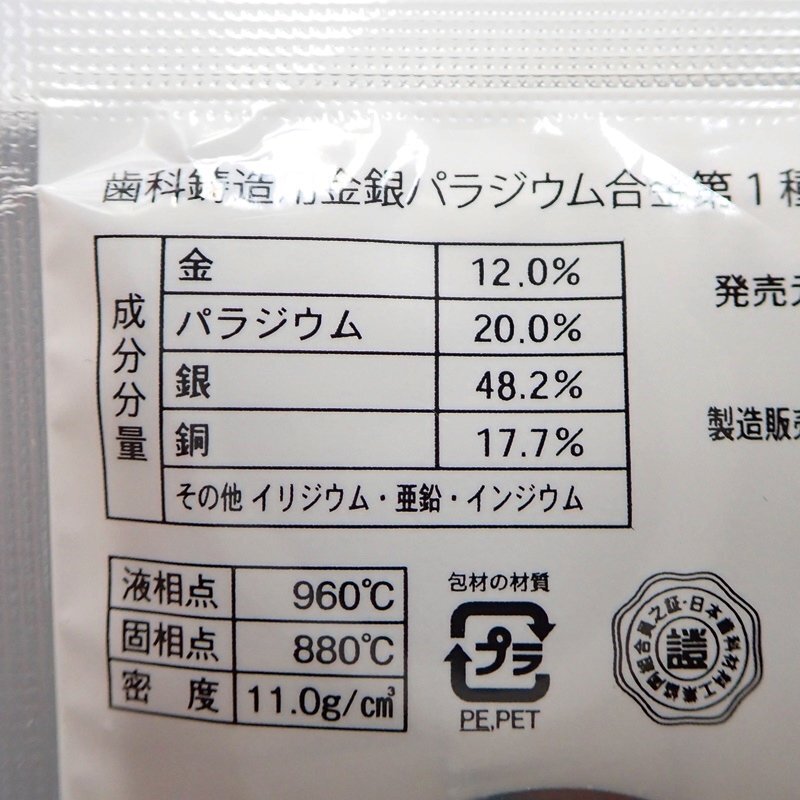 歯科鋳造用金銀パラジウム合金第1種
成分分量
金 12.0%
パラジウム 20.0%
銀 48.2%
銅 17.7%
その他 イリジウム・亜鉛・インジウム
発売
製造販売
液相点 960℃
固相点 880℃
密 度 11.0g/㎤
包材の材質
プラ
PE,PET